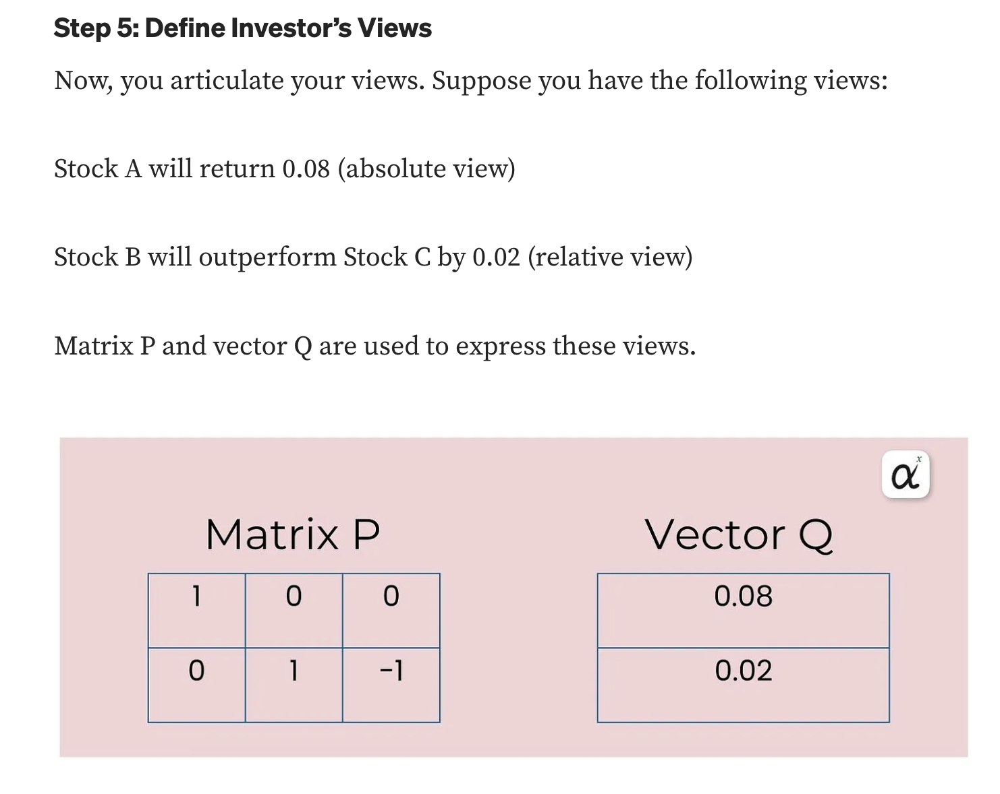 Step 5: Define Investor’s Views
Now, you articulate your views. Suppose you have the following views:
Stock A will return 0.08 (absolute view)
Stock B will outperform Stock C by 0.02 (relative view)
Matrix P and vector Q are used to express these views.
α x
Matrix P Vector Q
1 0 0 0.08
0 1 -1 0.02